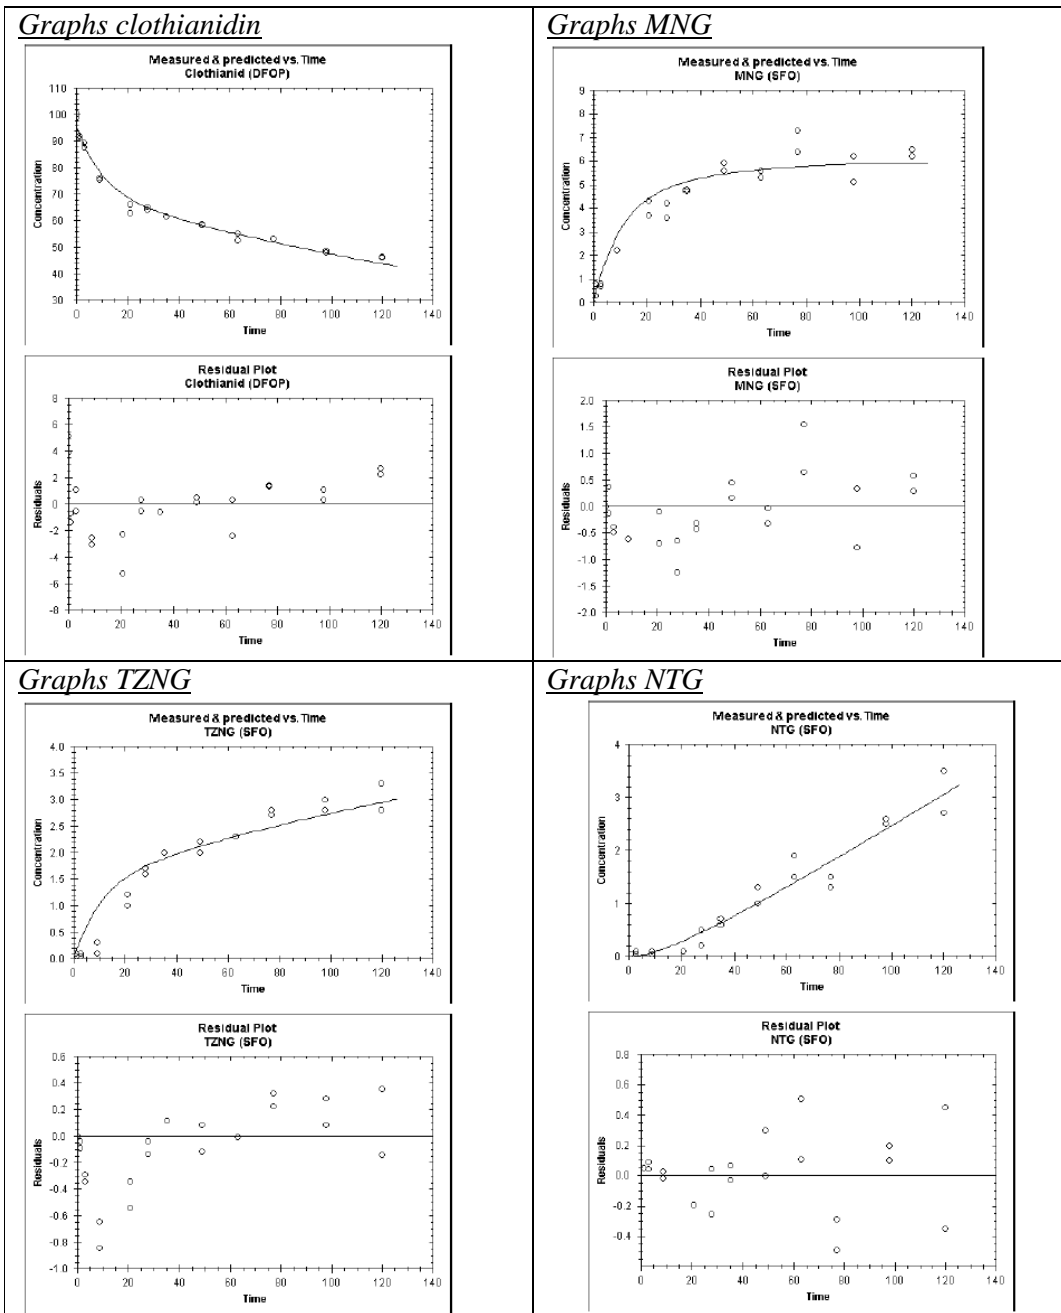 Graphs clothianidin
Measured & predicted vs. Time
Clothianid (DFOP)
110
100
90
80
70
60
50
40
30
Concentration
0 20 40 60 80 100 120 140
Time
Residual Plot
Clothianid (DFOP)
8
6
4
2
0
-2
-4
-6
-8
Residuals
0 20 40 60 80 100 120 140
Time
Graphs MNG
Measured & predicted vs. Time
MNG (SFO)
9
8
7
6
5
4
3
2
1
0
Concentration
0 20 40 60 80 100 120 140
Time
Residual Plot
MNG (SFO)
2.0
1.5
1.0
0.5
0.0
-0.5
-1.0
-1.5
-2.0
Residuals
0 20 40 60 80 100 120 140
Time
Graphs TZNG
Measured & predicted vs. Time
TZNG (SFO)
4.0
3.5
3.0
2.5
2.0
1.5
1.0
0.5
0.0
Concentration
0 20 40 60 80 100 120 140
Time
Residual Plot
TZNG (SFO)
0.6
0.4
0.2
0.0
-0.2
-0.4
-0.6
-0.8
-1.0
Residuals
0 20 40 60 80 100 120 140
Time
Graphs NTG
Measured & predicted vs. Time
NTG (SFO)
4
3
2
1
0
Concentration
0 20 40 60 80 100 120 140
Time
Residual Plot
NTG (SFO)
0.8
0.6
0.4
0.2
0.0
-0.2
-0.4
Residuals
0 20 40 60 80 100 120 140
Time